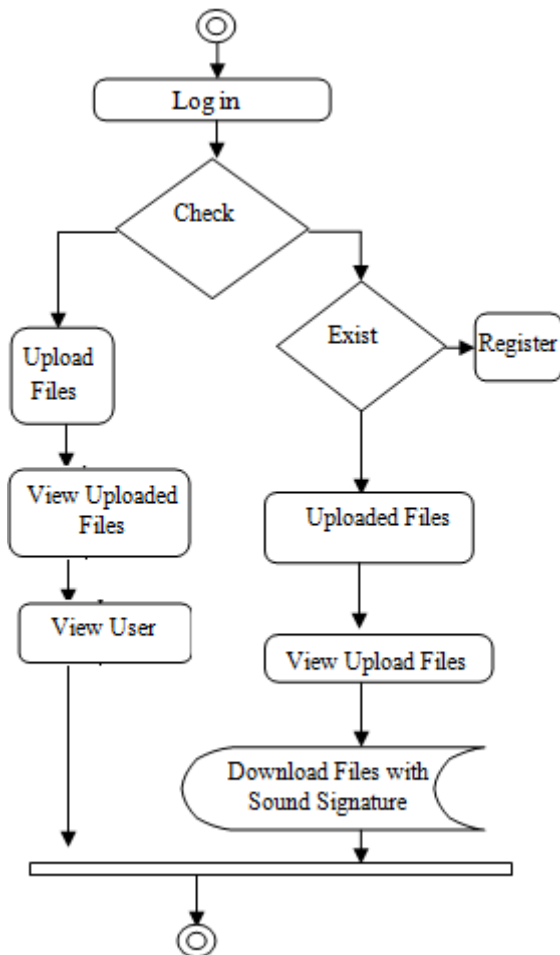 Log in
Check
Exist
Register
Upload
Files
View Uploaded
Files
Uploaded Files
View User
View Upload Files
Download Files with
Sound Signature